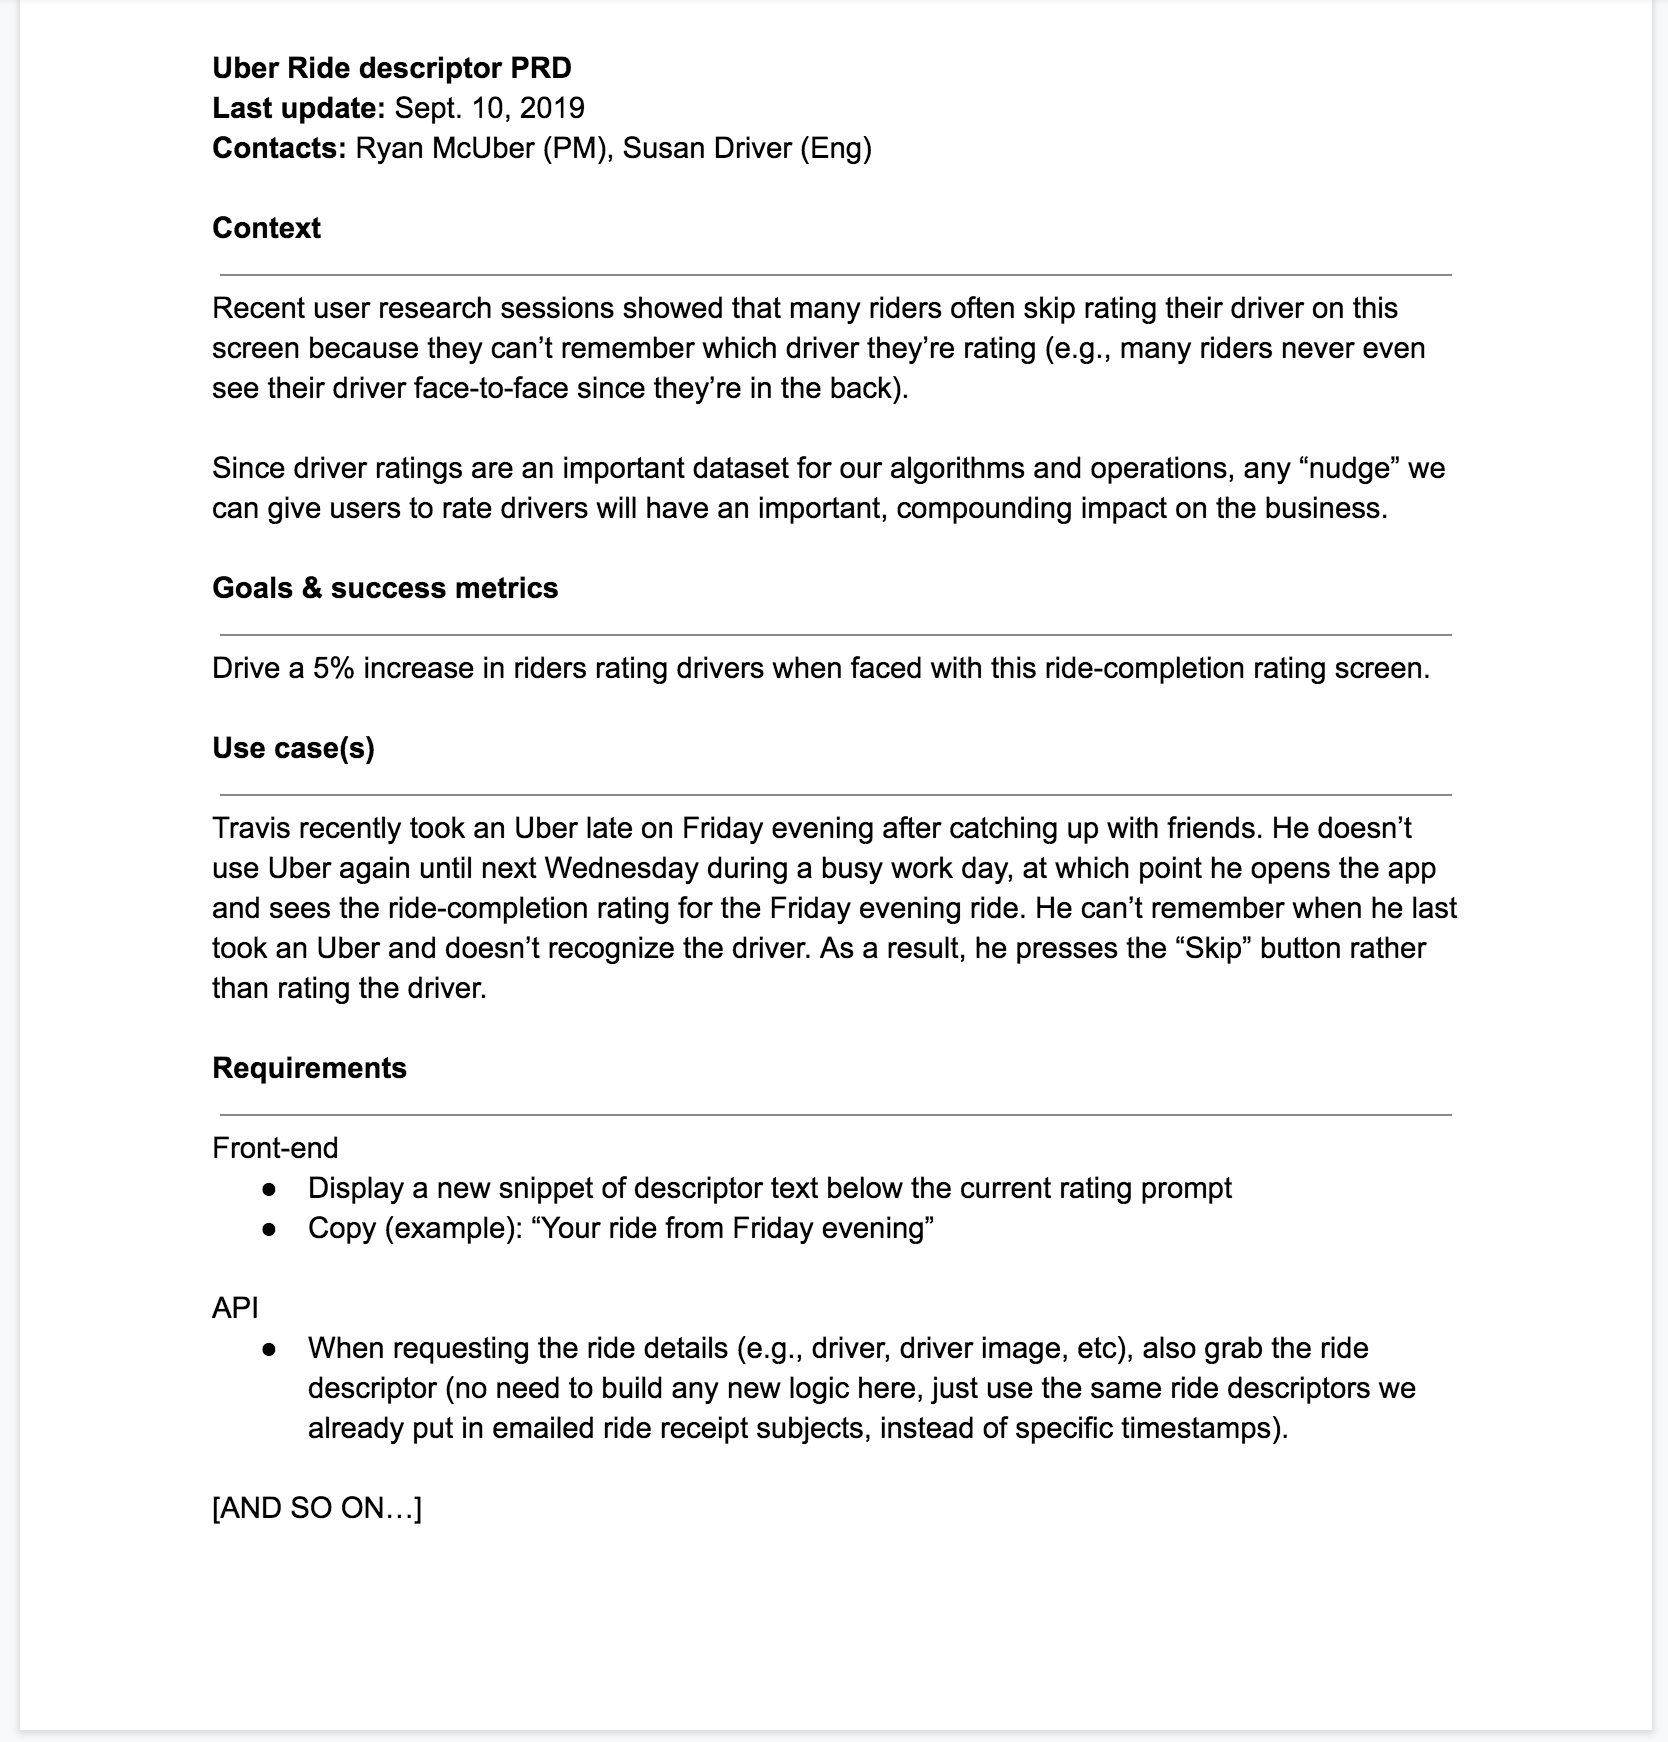 Uber Ride descriptor PRD
Last update: Sept. 10, 2019
Contacts: Ryan McUber (PM), Susan Driver (Eng)
Context
Recent user research sessions showed that many riders often skip rating their driver on this
screen because they can’t remember which driver they’re rating (e.g., many riders never even
see their driver face-to-face since they’re in the back).
Since driver ratings are an important dataset for our algorithms and operations, any “nudge” we
can give users to rate drivers will have an important, compounding impact on the business.
Goals & success metrics
Drive a 5% increase in riders rating drivers when faced with this ride-completion rating screen.
Use case(s)
Travis recently took an Uber late on Friday evening after catching up with friends. He doesn’t
use Uber again until next Wednesday during a busy work day, at which point he opens the app
and sees the ride-completion rating for the Friday evening ride. He can’t remember when he last
took an Uber and doesn’t recognize the driver. As a result, he presses the “Skip” button rather
than rating the driver.
Requirements
Front-end
● Display a new snippet of descriptor text below the current rating prompt
● Copy (example): “Your ride from Friday evening”
API
● When requesting the ride details (e.g., driver, driver image, etc), also grab the ride
descriptor (no need to build any new logic here, just use the same ride descriptors we
already put in emailed ride receipt subjects, instead of specific timestamps).
[AND SO ON…]